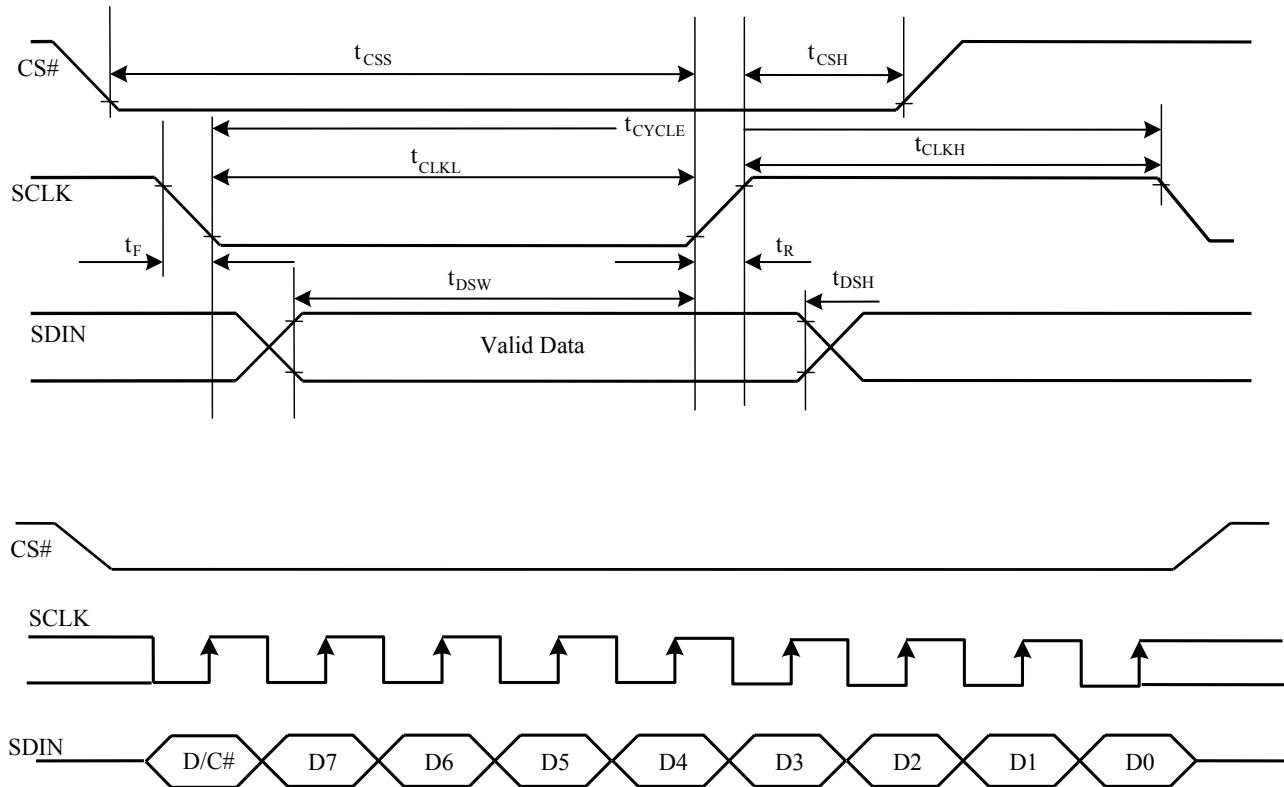 t_CSS
t_CSH
CS#
t_CYCLE
t_CLKL
t_CLKH
SCLK
t_F
t_R
t_DSW
t_DSH
SDIN
Valid Data
CS#
SCLK
SDIN
D/C# D7 D6 D5 D4 D3 D2 D1 D0